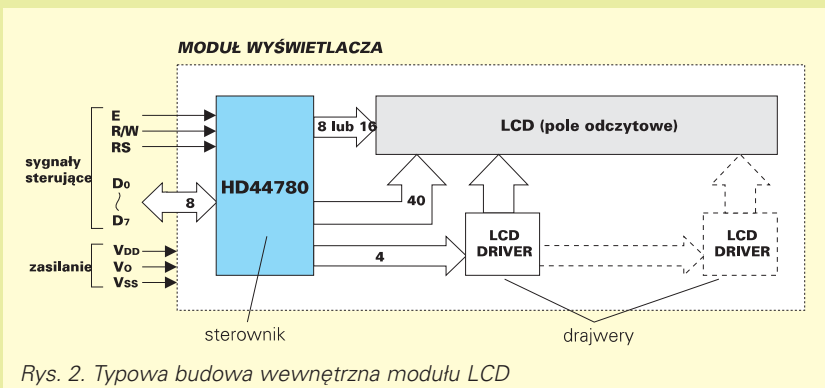 MODUŁ WYŚWIETLACZA
E
R/W
RS
sygnały
sterujące
D0
D7
8
HD44780
8 lub 16
LCD (pole odczytowe)
40
4
LCD
DRIVER
LCD
DRIVER
zasilanie
VDD
VO
VSS
sterownik
drajwery
Rys. 2. Typowa budowa wewnętrzna modułu LCD